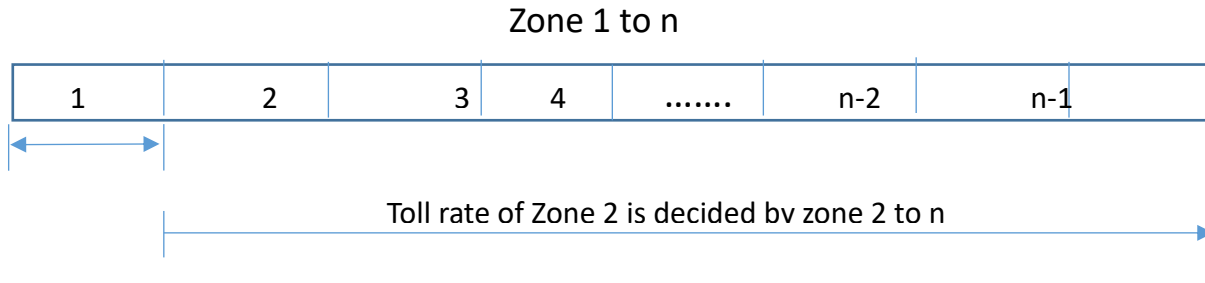 Zone 1 to n
1 2 3 4 ……. n-2 n-1
Toll rate of Zone 2 is decided by zone 2 to n